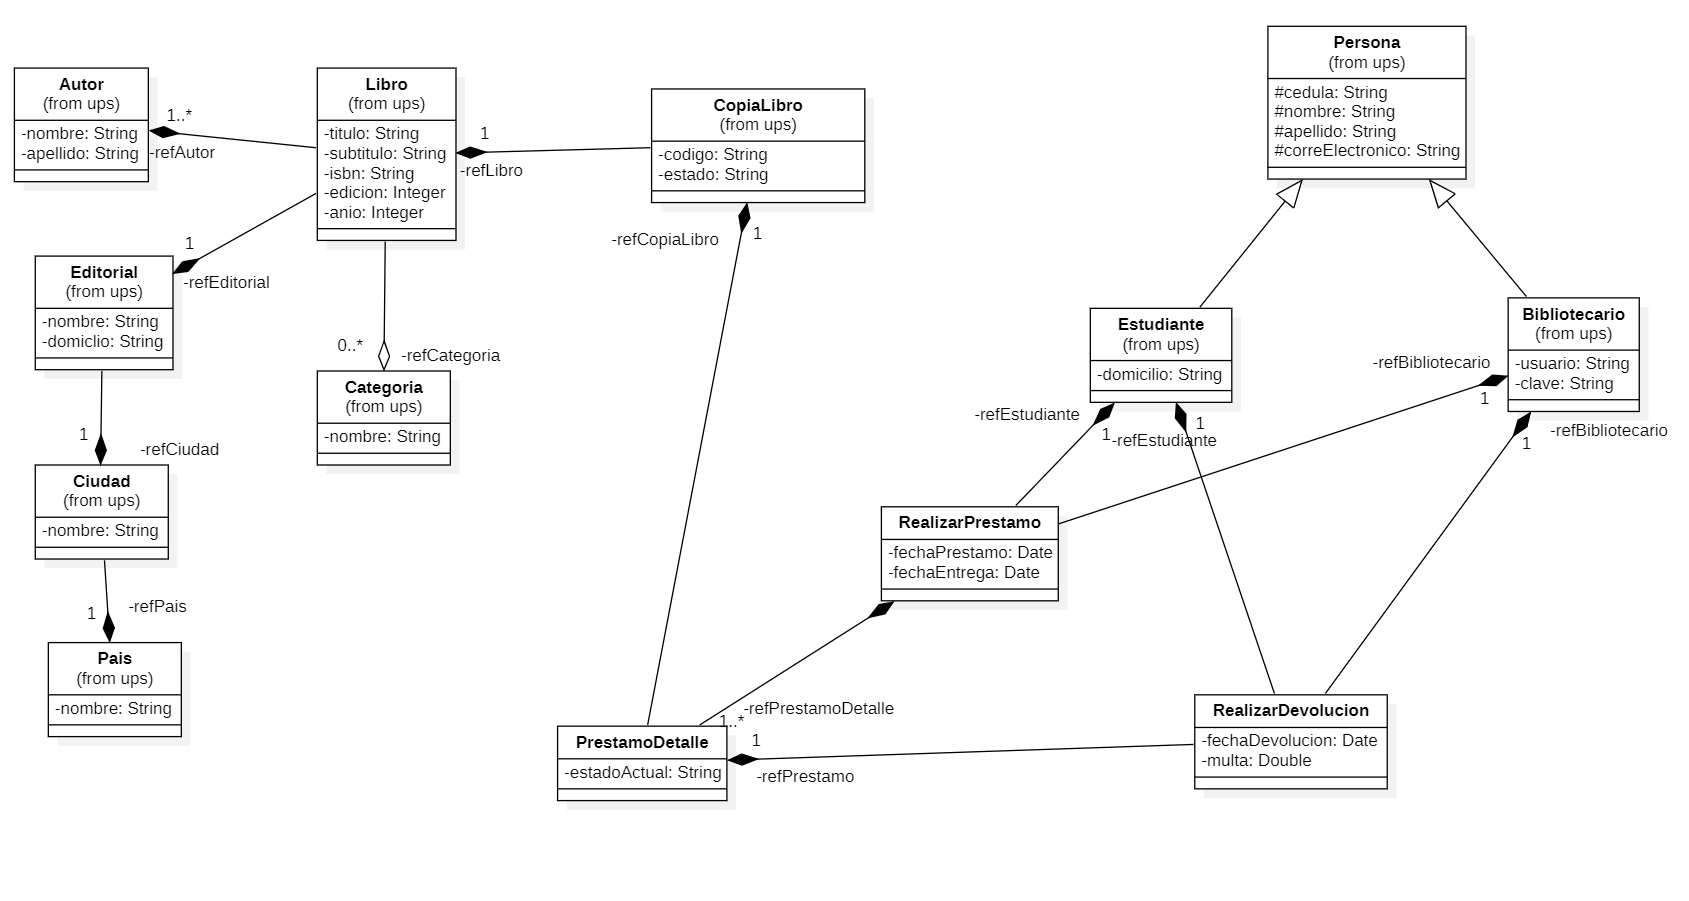 Autor
(from ups)
-nombre: String
-apellido: String
1..*
-refAutor
Libro
(from ups)
-titulo: String
-subtitulo: String
-isbn: String
-edicion: Integer
-anio: Integer
1
-refLibro
CopiaLibro
(from ups)
-codigo: String
-estado: String
-refCopiaLibro
1
Persona
(from ups)
#cedula: String
#nombre: String
#apellido: String
#correElectronico: String
1
-refEditorial
Editorial
(from ups)
-nombre: String
-domiclio: String
0..*
-refCategoria
Categoria
(from ups)
-nombre: String
1
-refCiudad
Ciudad
(from ups)
-nombre: String
1
-refPais
Pais
(from ups)
-nombre: String
Estudiante
(from ups)
-domicilio: String
-refEstudiante
1
1
-refEstudiante
Bibliotecario
(from ups)
-usuario: String
-clave: String
-refBibliotecario
1
1
-refBibliotecario
RealizarPrestamo
-fechaPrestamo: Date
-fechaEntrega: Date
-refPrestamoDetalle
1..*
PrestamoDetalle
-estadoActual: String
1
-refPrestamo
RealizarDevolucion
-fechaDevolucion: Date
-multa: Double